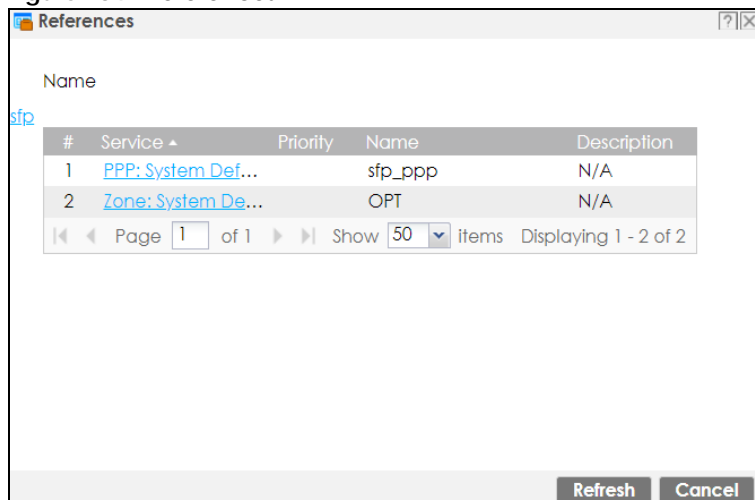 References
Name
sfp
# Service Priority Name Description
1 PPP: System Def... sfp_ppp N/A
2 Zone: System De... OPT N/A
Page 1 of 1 Show 50 items Displaying 1 - 2 of 2
Refresh Cancel